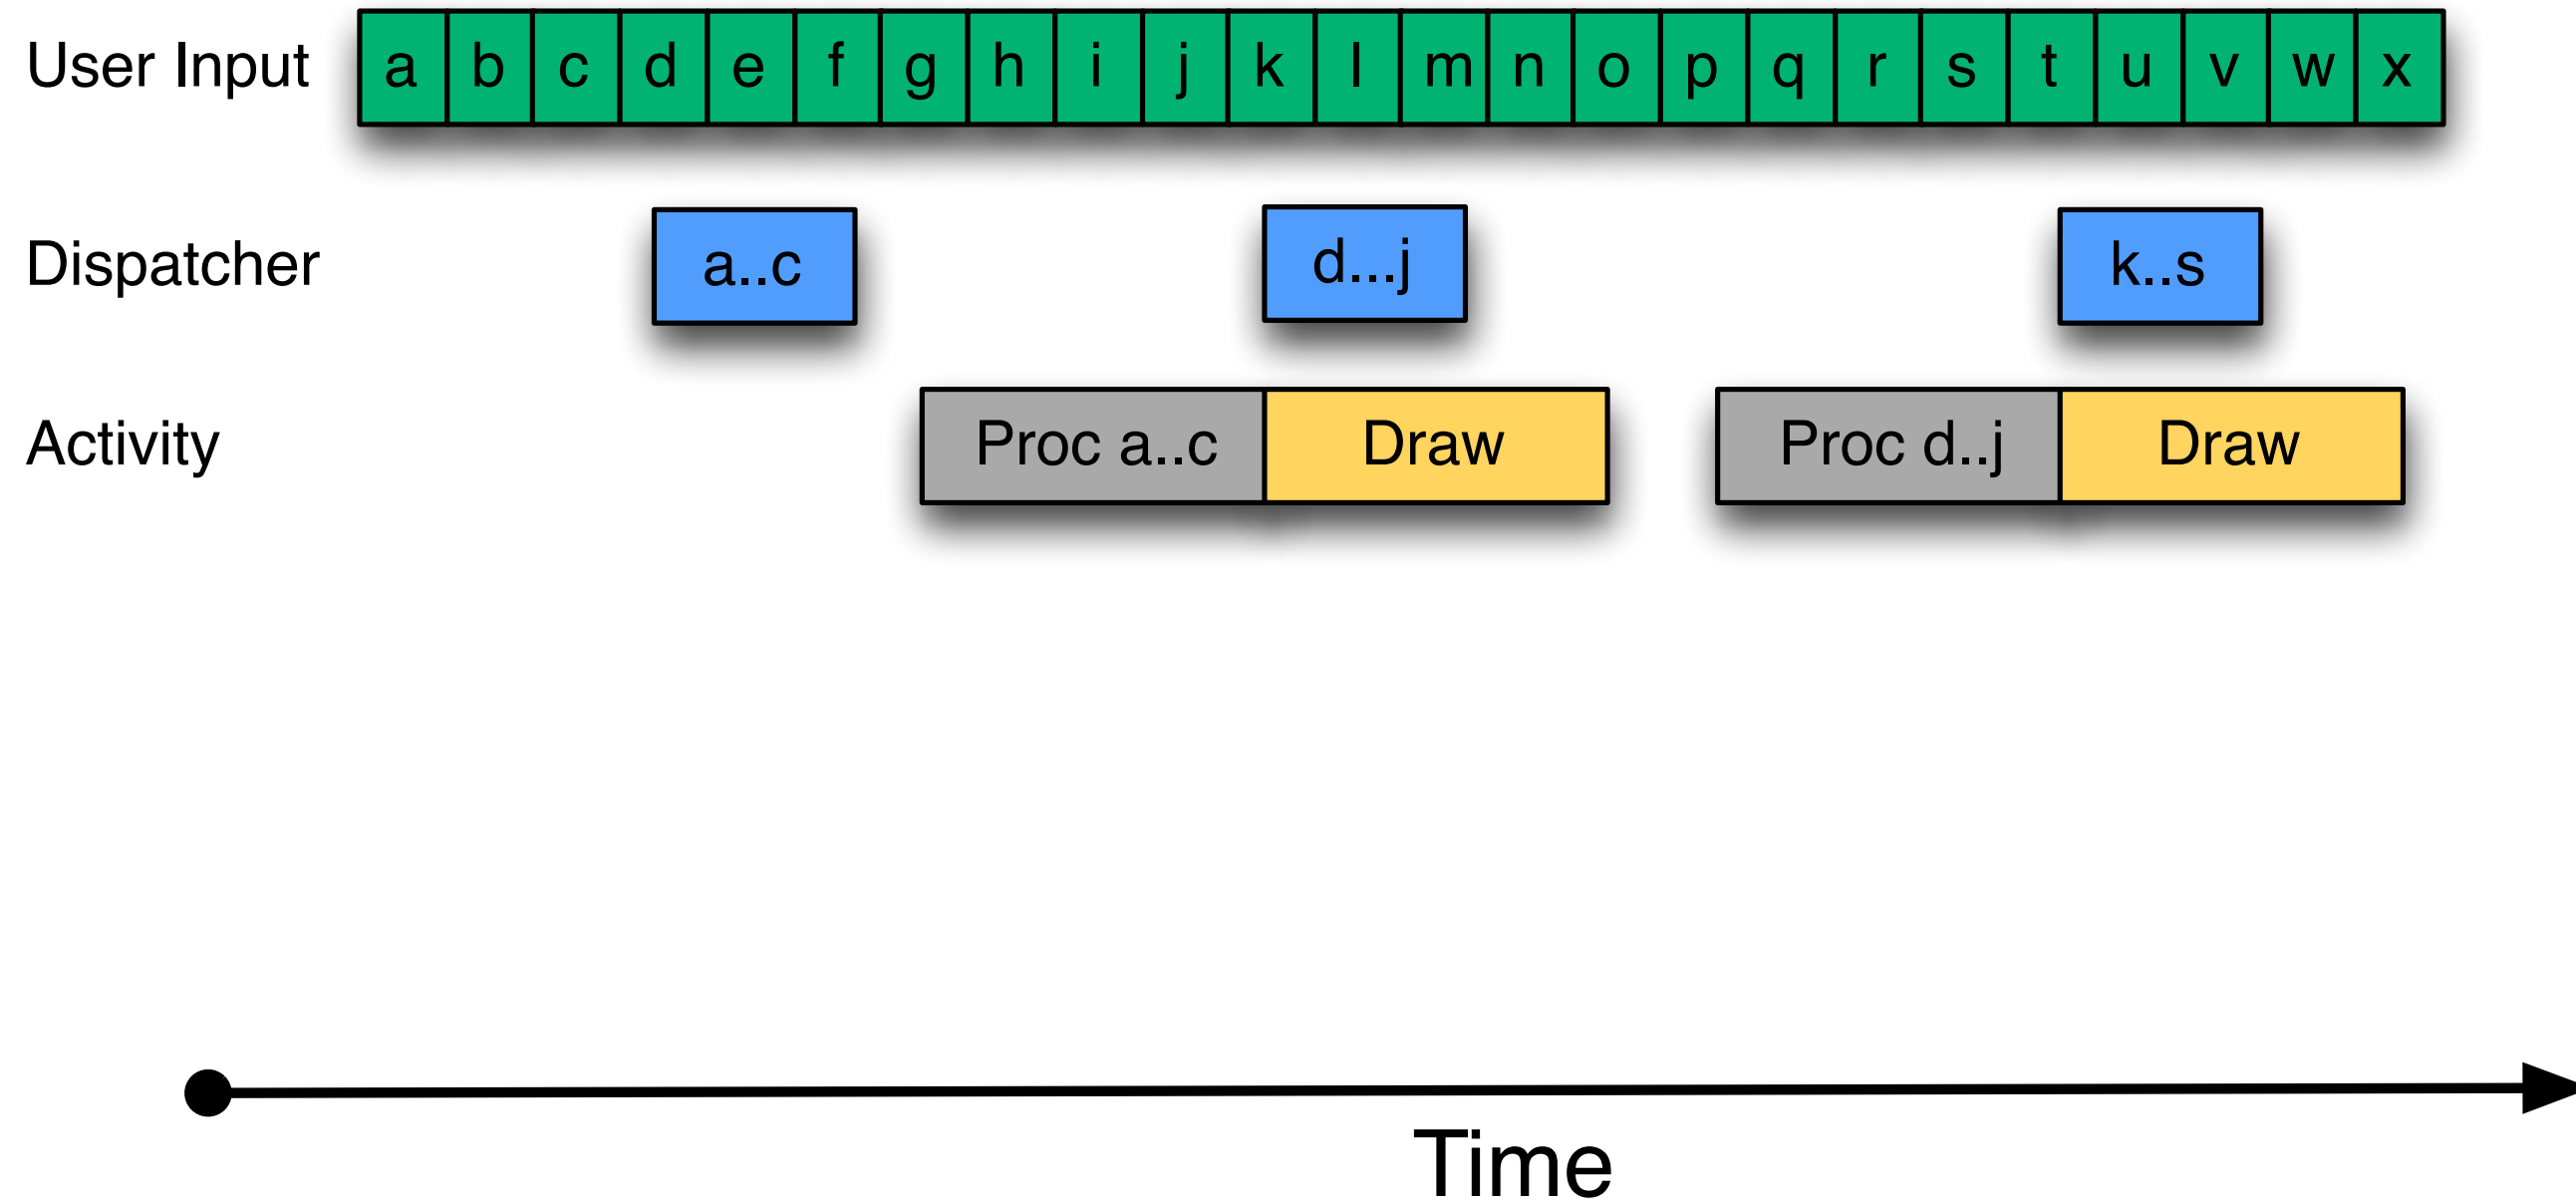 User Input a b c d e f g h i j k l m n o p q r s t u v w x
Dispatcher a..c d...j k..s
Activity Proc a..c Draw Proc d..j Draw
Time